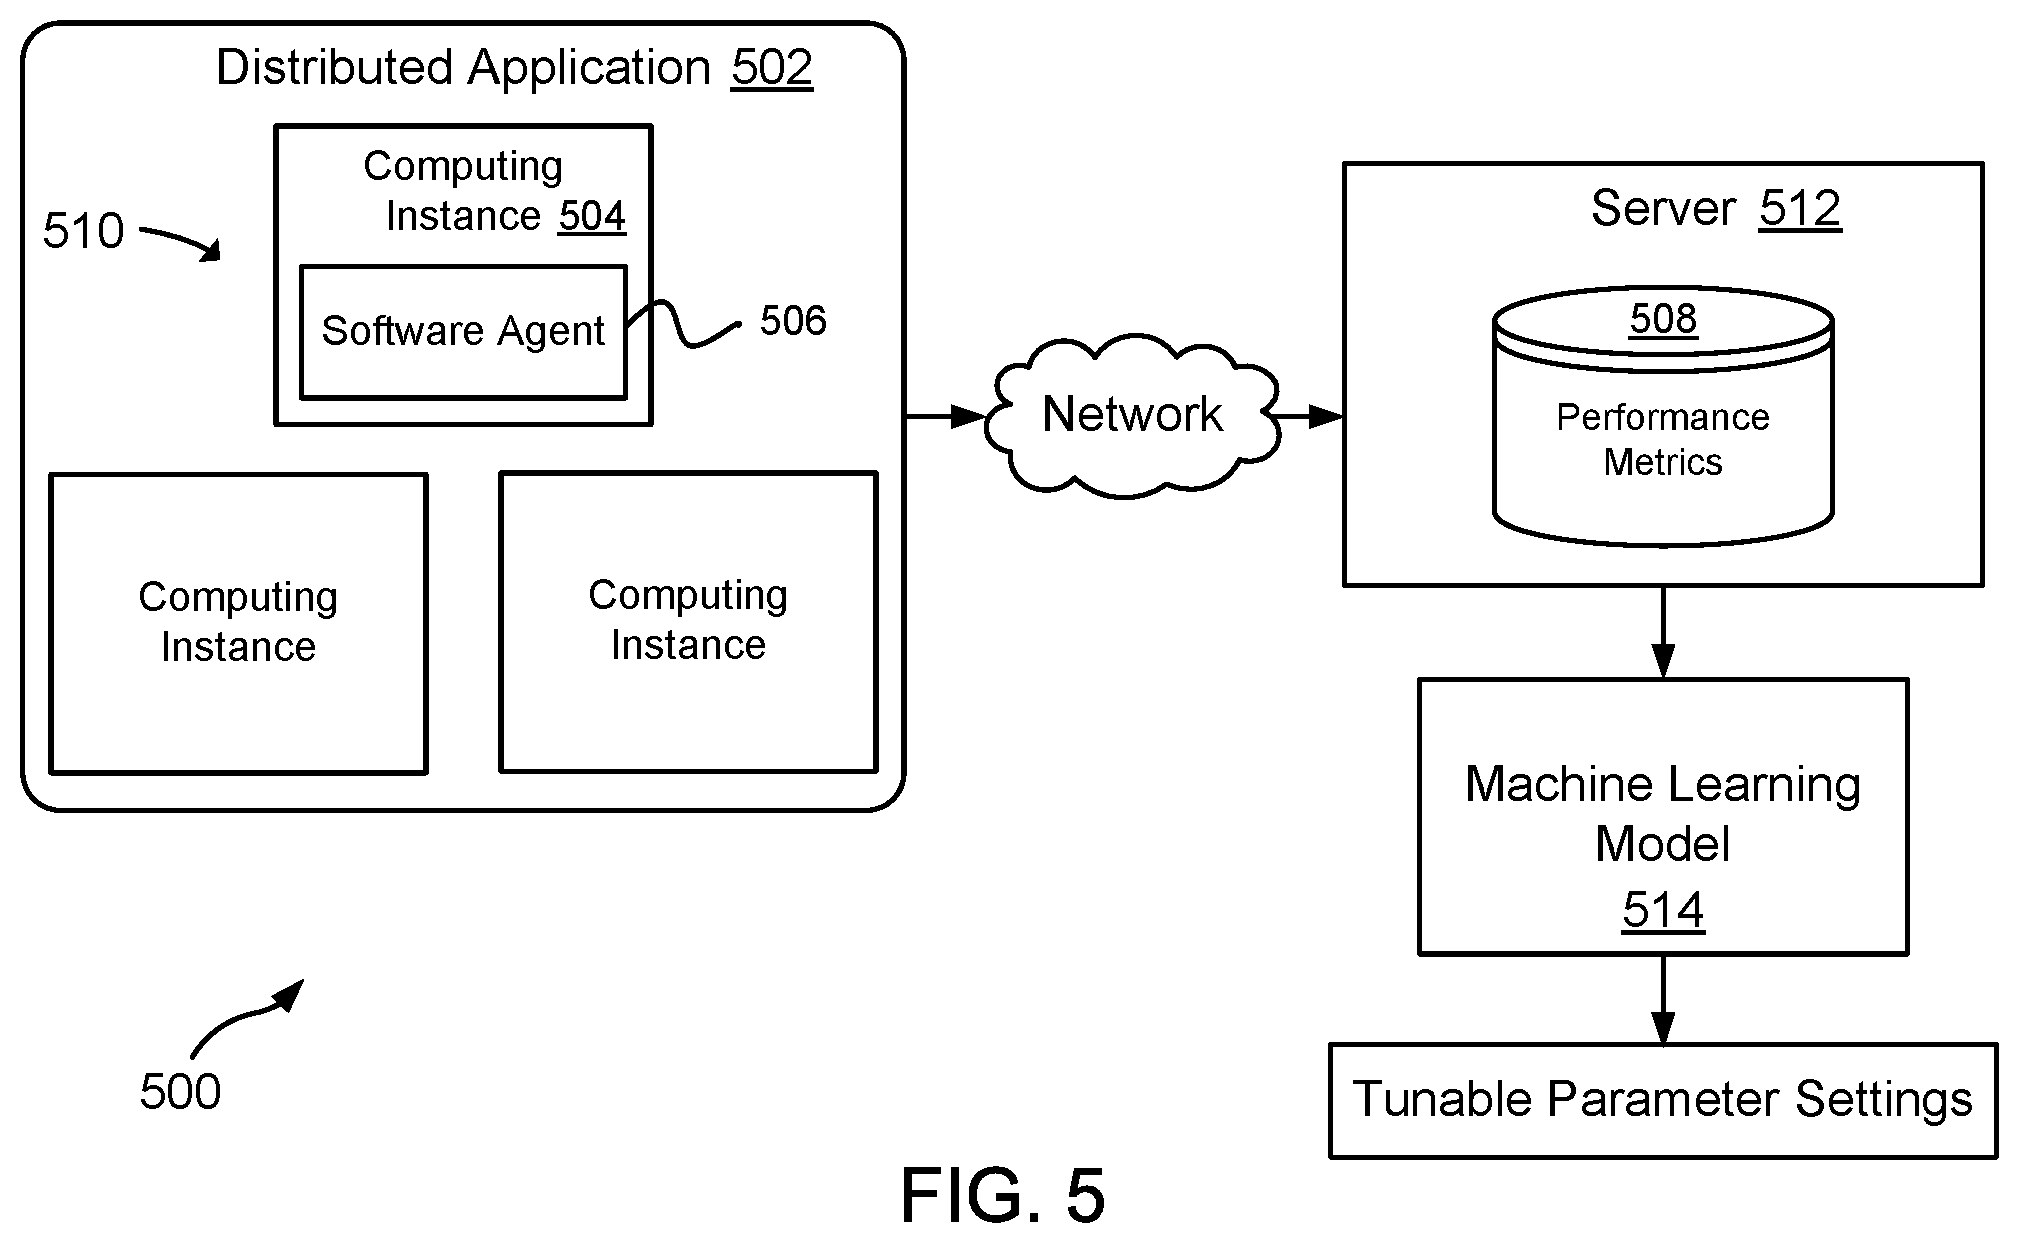 Distributed Application 502
Computing
Instance 504
510
Software Agent
506
Computing
Instance
Computing
Instance
Network
Server 512
508
Performance
Metrics
Machine Learning
Model
514
Tunable Parameter Settings
500
FIG. 5